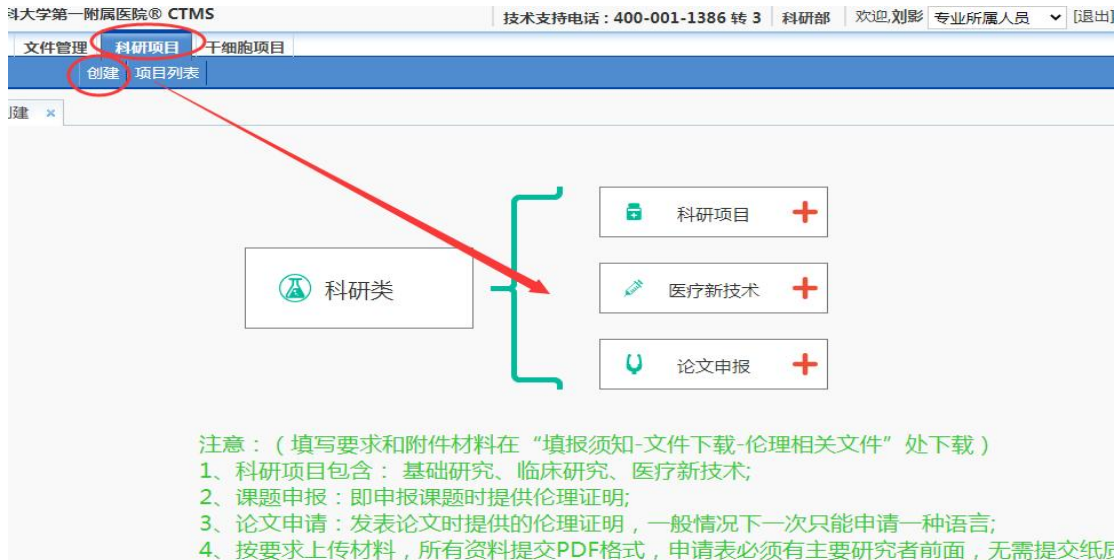 科大学第一附属医院® CTMS 技术支持电话：400-001-1386 转 3 科研部 欢迎,刘影 专业所属人员 [退出]
文件管理 科研项目 干细胞项目
创建 项目列表
创建 ×
科研项目
科研类
医疗新技术
论文申报
注意：（填写要求和附件材料在“填报须知-文件下载-伦理相关文件”处下载）
1、科研项目包含： 基础研究、临床研究、医疗新技术;
2、课题申报：即申报课题时提供伦理证明;
3、论文申请：发表论文时提供的伦理证明，一般情况下一次只能申请一种语言;
4、按要求上传材料，所有资料提交PDF格式，申请表必须有主要研究者前面，无需提交纸